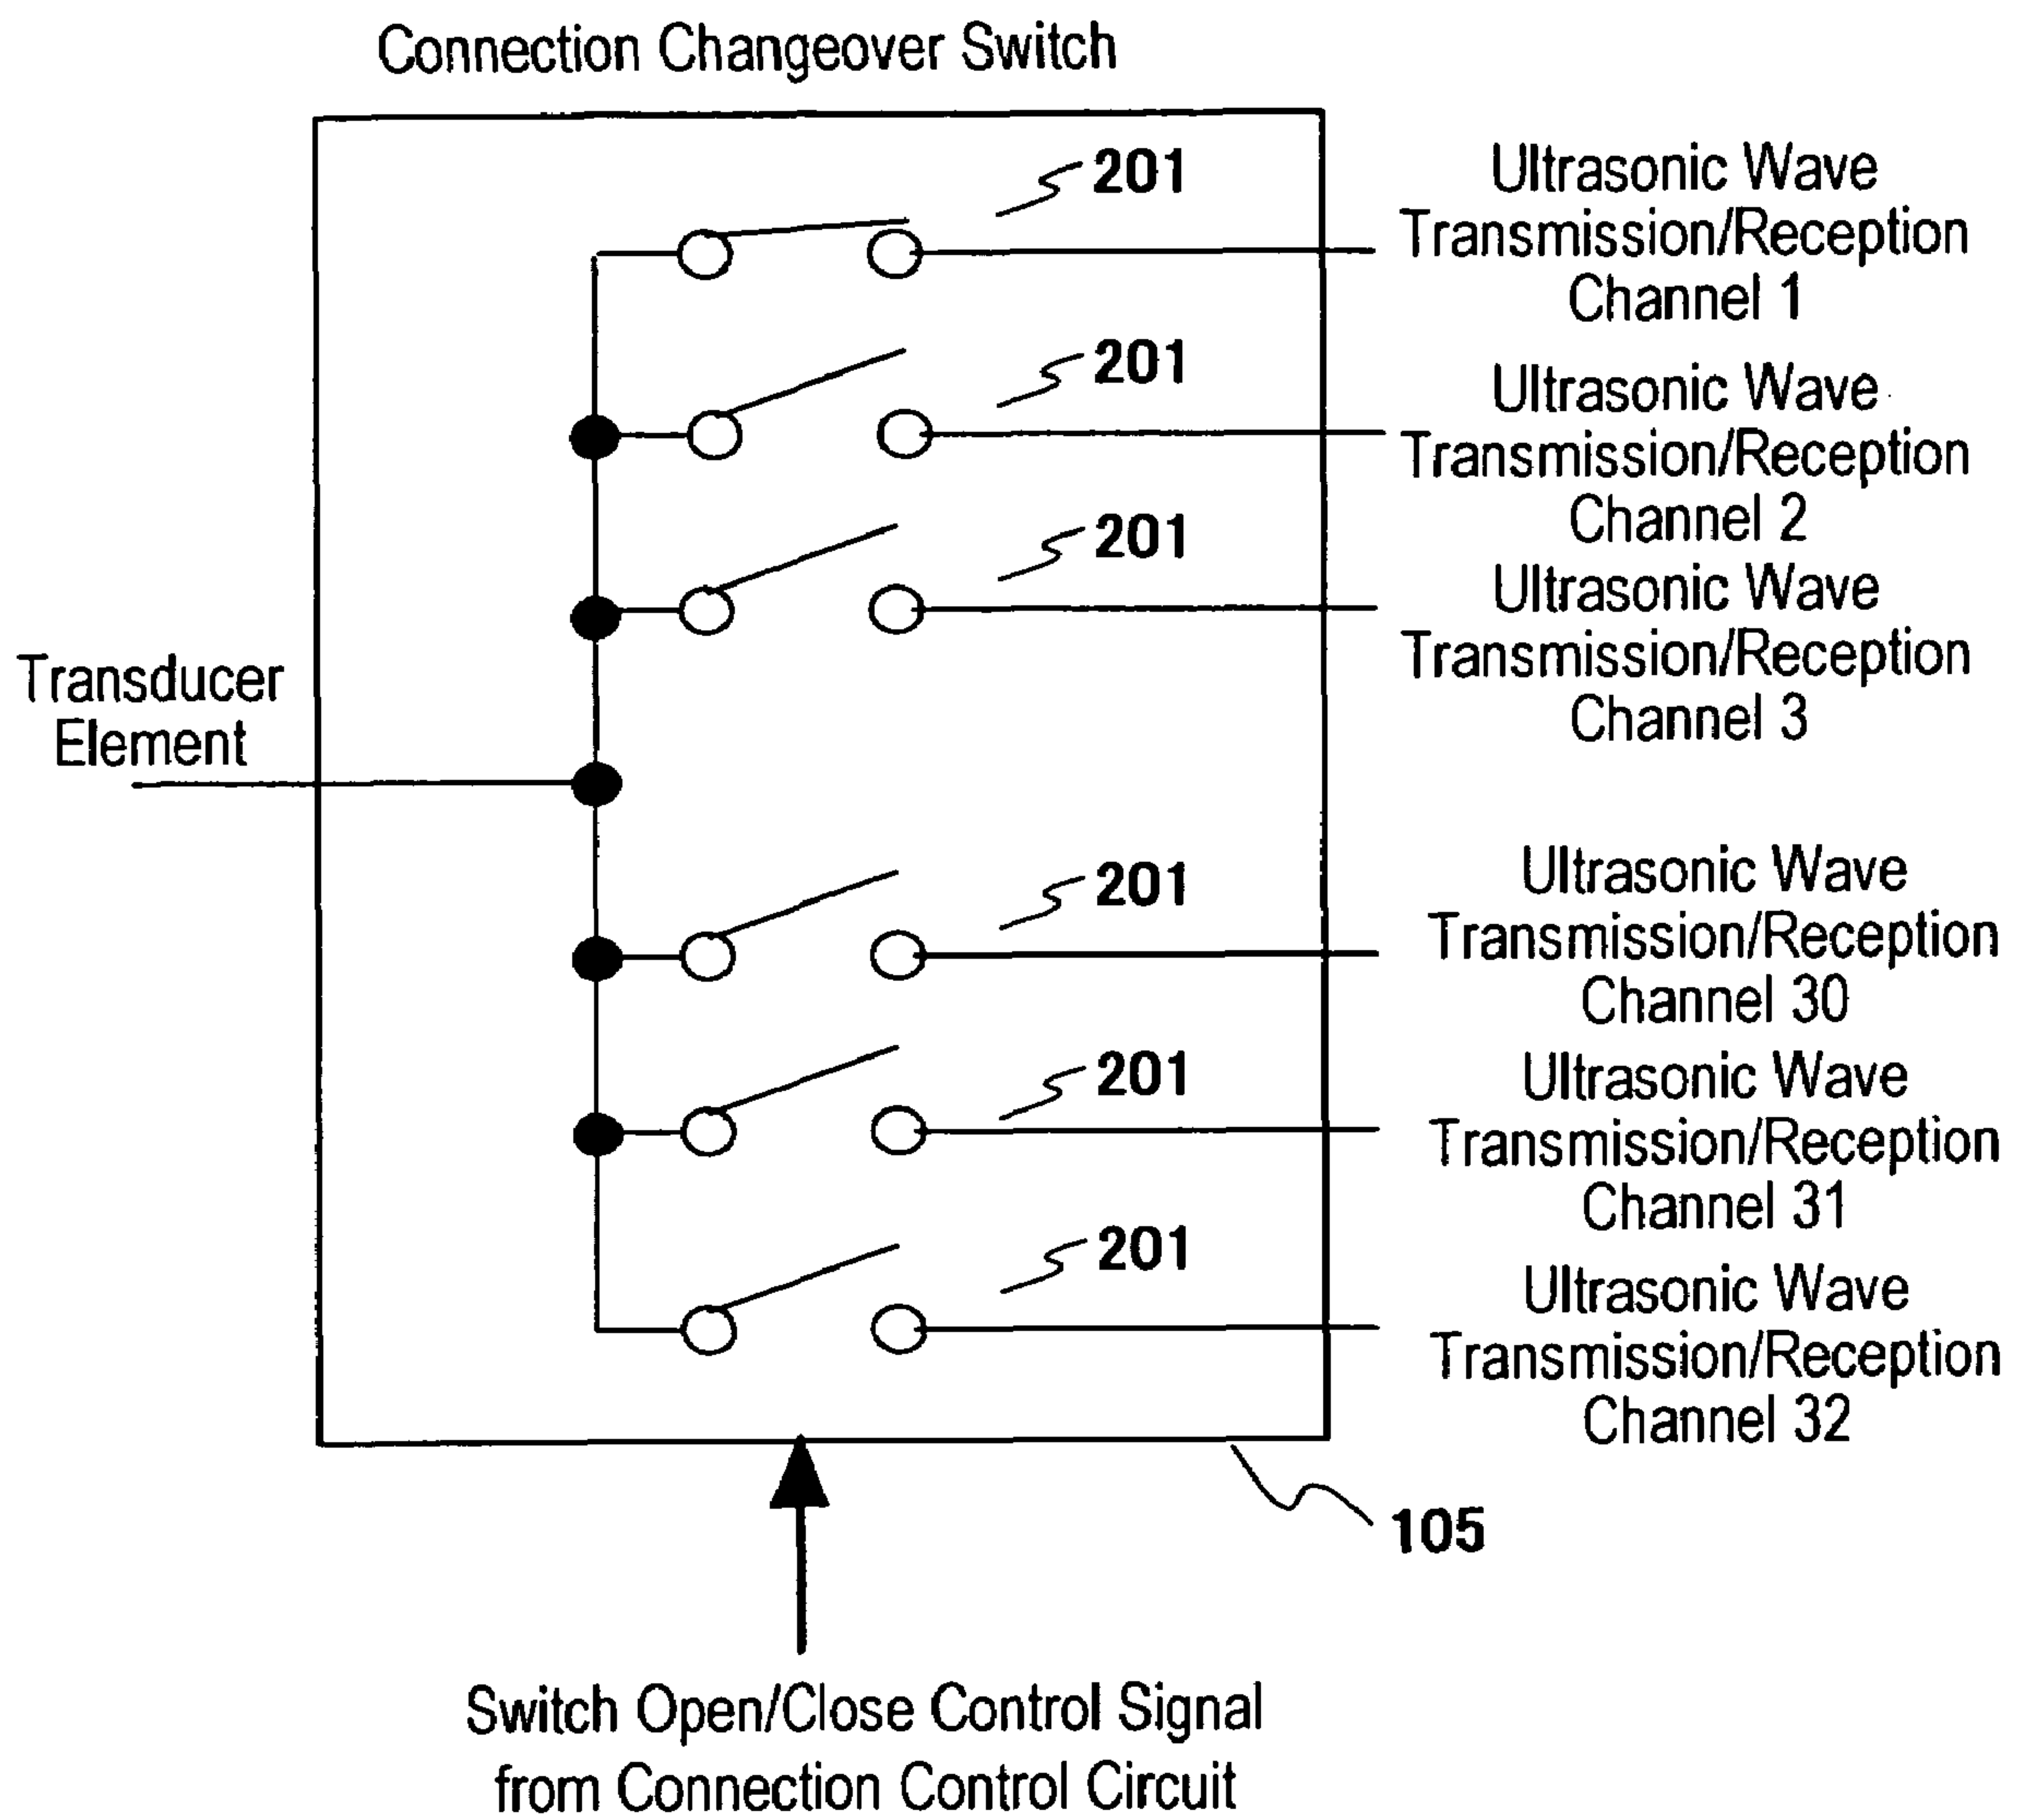 Connection Changeover Switch
201
Ultrasonic Wave
Transmission/Reception
Channel 1
201
Ultrasonic Wave
Transmission/Reception
Channel 2
201
Ultrasonic Wave
Transmission/Reception
Channel 3
Transducer
Element
201
Ultrasonic Wave
Transmission/Reception
Channel 30
201
Ultrasonic Wave
Transmission/Reception
Channel 31
201
Ultrasonic Wave
Transmission/Reception
Channel 32
105
Switch Open/Close Control Signal
from Connection Control Circuit